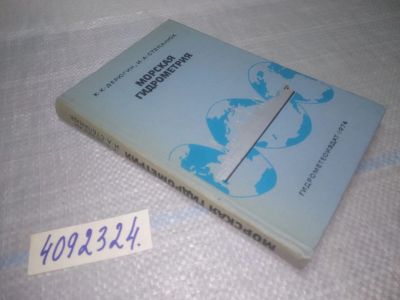 К.К. ДЕРЮГИН, И.А. СТЕПАНЮК
МОРСКАЯ
ГИДРОМЕТРИЯ
ГИДРОМЕТЕОИЗДАТ · 1974
МОРСКАЯ ГИДРОМЕТРИЯ
4092324.